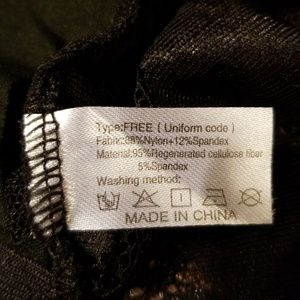 Type:FREE ( Uniform code )
Fabric:88%Nylon+12%Spandex
Material:95%Regenerated cellulose fiber
5%Spandex
Washing method:
MADE IN CHINA